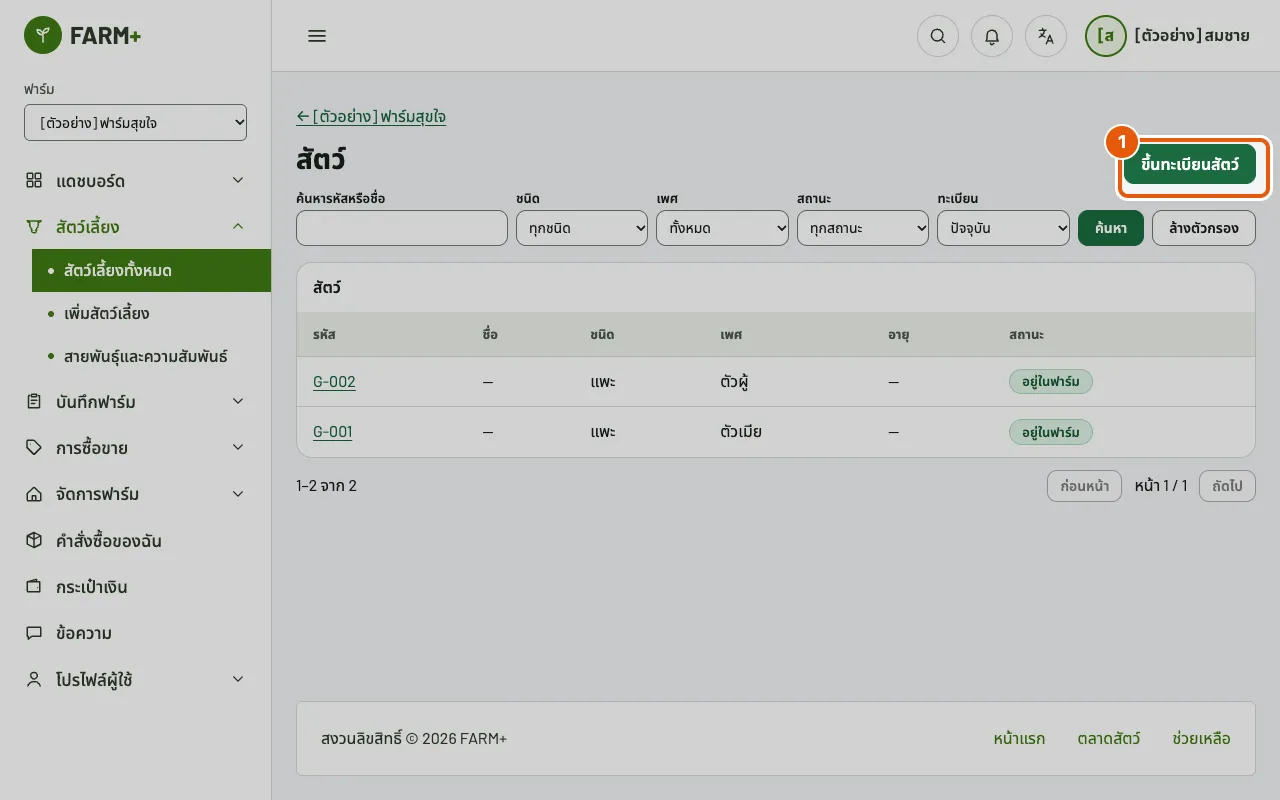 FARM+
[ส
[ตัวอย่าง] สมชาย
ฟาร์ม
[ตัวอย่าง] ฟาร์มสุขใจ
แดชบอร์ด
สัตว์เลี้ยง
สัตว์เลี้ยงทั้งหมด
เพิ่มสัตว์เลี้ยง
สายพันธุ์และความสัมพันธ์
บันทึกฟาร์ม
การซื้อขาย
จัดการฟาร์ม
คำสั่งซื้อของฉัน
กระเป๋าเงิน
ข้อความ
โปรไฟล์ผู้ใช้
← [ตัวอย่าง] ฟาร์มสุขใจ
สัตว์
1
ขึ้นทะเบียนสัตว์
ค้นหารหัสหรือชื่อ ชนิด เพศ สถานะ ทะเบียน
ทุกชนิด ทั้งหมด ทุกสถานะ ปัจจุบัน ค้นหา ล้างตัวกรอง
สัตว์
รหัส ชื่อ ชนิด เพศ อายุ สถานะ
G-002 — แพะ ตัวผู้ — อยู่ในฟาร์ม
G-001 — แพะ ตัวเมีย — อยู่ในฟาร์ม
1–2 จาก 2 ก่อนหน้า หน้า 1 / 1 ถัดไป
สงวนลิขสิทธิ์ © 2026 FARM+ หน้าแรก ตลาดสัตว์ ช่วยเหลือ